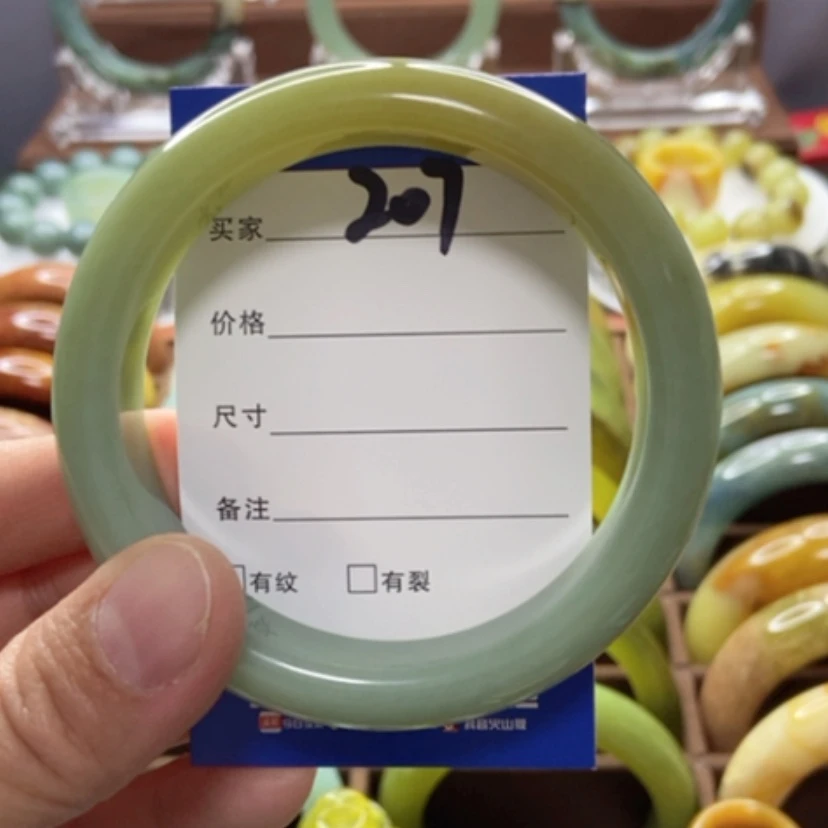 买家 207
价格
尺寸
备注
有纹 有裂